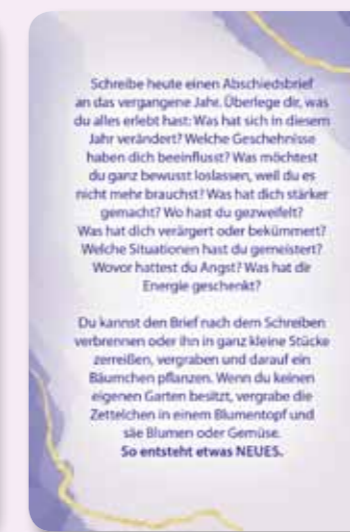 Schreibe heute einen Abschiedsbrief
an das vergangene Jahr. Überlege dir, was
du alles erlebt hast: Was hat sich in diesem
Jahr verändert? Welche Geschehnisse
haben dich beeinflusst? Was möchtest
du ganz bewusst loslassen, weil du es
nicht mehr brauchst? Was hat dich stärker
gemacht? Wo hast du gezweifelt?
Was hat dich verärgert oder bekümmert?
Welche Situationen hast du gemeistert?
Wovor hattest du Angst? Was hat dir
Energie geschenkt?
Du kannst den Brief nach dem Schreiben
verbrennen oder ihn in ganz kleine Stücke
zerreißen, vergraben und darauf ein
Bäumchen pflanzen. Wenn du keinen
eigenen Garten besitzt, vergrabe die
Zettelchen in einem Blumentopf und
säe Blumen oder Gemüse.
So entsteht etwas NEUES.